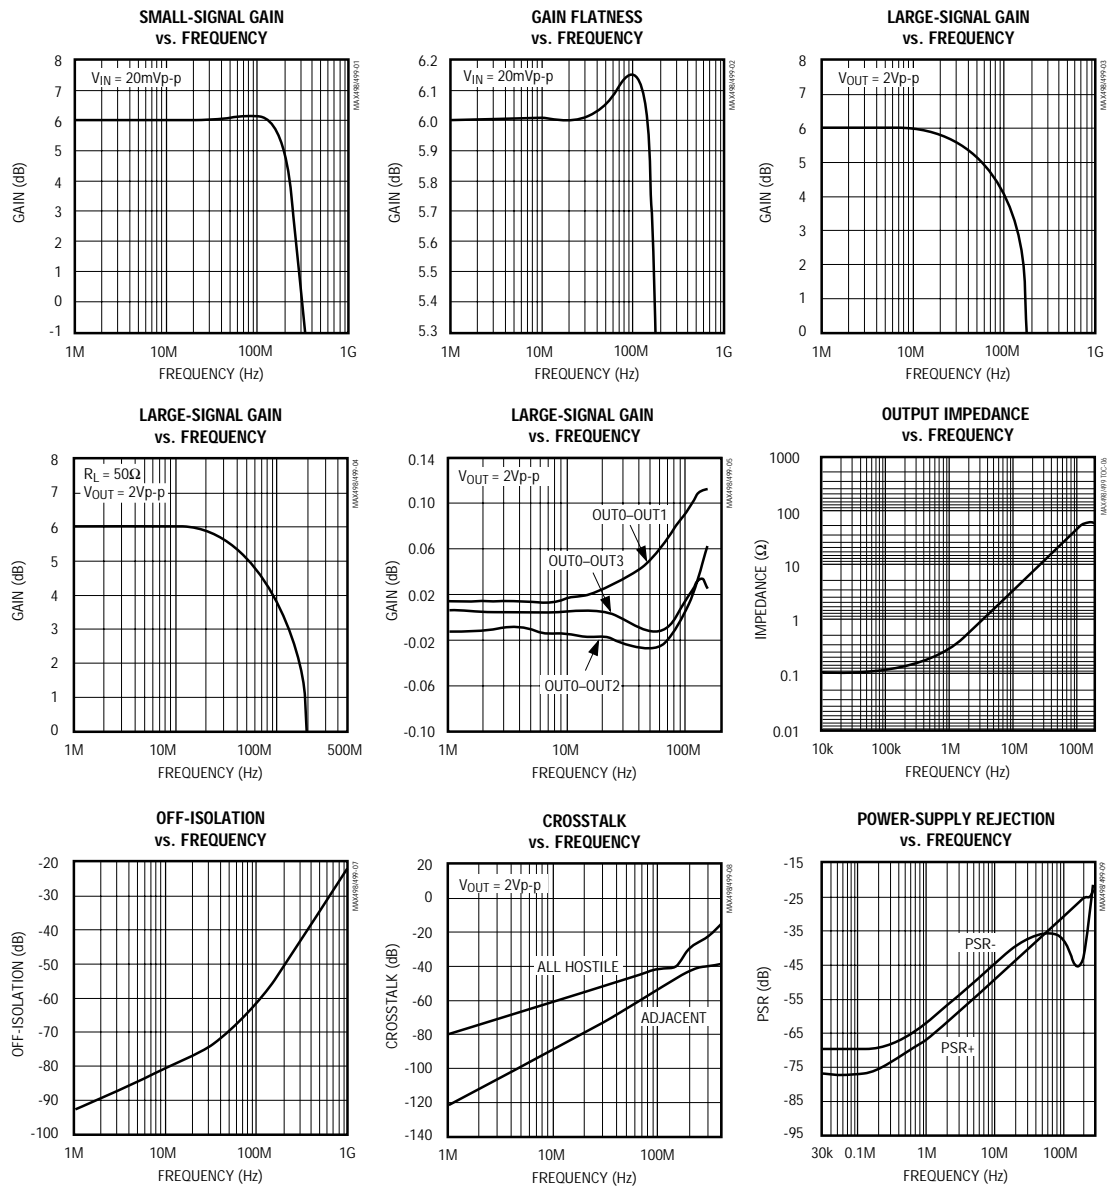 SMALL-SIGNAL GAIN
vs. FREQUENCY
8
7
6
5
4
3
2
1
0
-1
GAIN (dB)
VIN = 20mVp-p
MAX498/499-01
1M 10M 100M 1G
FREQUENCY (Hz)
GAIN FLATNESS
vs. FREQUENCY
6.2
6.1
6.0
5.9
5.8
5.7
5.6
5.5
5.4
5.3
GAIN (dB)
VIN = 20mVp-p
MAX498/499-02
1M 10M 100M 1G
FREQUENCY (Hz)
LARGE-SIGNAL GAIN
vs. FREQUENCY
8
7
6
5
4
3
2
1
0
GAIN (dB)
VOUT = 2Vp-p
MAX498/499-03
1M 10M 100M 1G
FREQUENCY (Hz)
LARGE-SIGNAL GAIN
vs. FREQUENCY
8
7
6
5
4
3
2
1
0
GAIN (dB)
RL = 50Ω
VOUT = 2Vp-p
MAX498/499-04
1M 10M 100M 500M
FREQUENCY (Hz)
LARGE-SIGNAL GAIN
vs. FREQUENCY
0.14
0.10
0.06
0.02
-0.02
-0.06
-0.10
GAIN (dB)
VOUT = 2Vp-p
OUT0–OUT1
OUT0–OUT3
OUT0–OUT2
MAX498/499-05
1M 10M 100M
FREQUENCY (Hz)
OUTPUT IMPEDANCE
vs. FREQUENCY
1000
100
10
1
0.1
0.01
IMPEDANCE (Ω)
MAX498/499 TOC-06
10k 100k 1M 10M 100M
FREQUENCY (Hz)
OFF-ISOLATION
vs. FREQUENCY
-20
-30
-40
-50
-60
-70
-80
-90
-100
OFF-ISOLATION (dB)
MAX498/499-07
1M 10M 100M 1G
FREQUENCY (Hz)
CROSSTALK
vs. FREQUENCY
20
0
-20
-40
-60
-80
-100
-120
-140
CROSSTALK (dB)
VOUT = 2Vp-p
ALL HOSTILE
ADJACENT
MAX498/499-08
1M 10M 100M
FREQUENCY (Hz)
POWER-SUPPLY REJECTION
vs. FREQUENCY
-15
-25
-35
-45
-55
-65
-75
-85
-95
PSR (dB)
PSR-
PSR+
MAX498/499-09
30k 0.1M 1M 10M 100M
FREQUENCY (Hz)